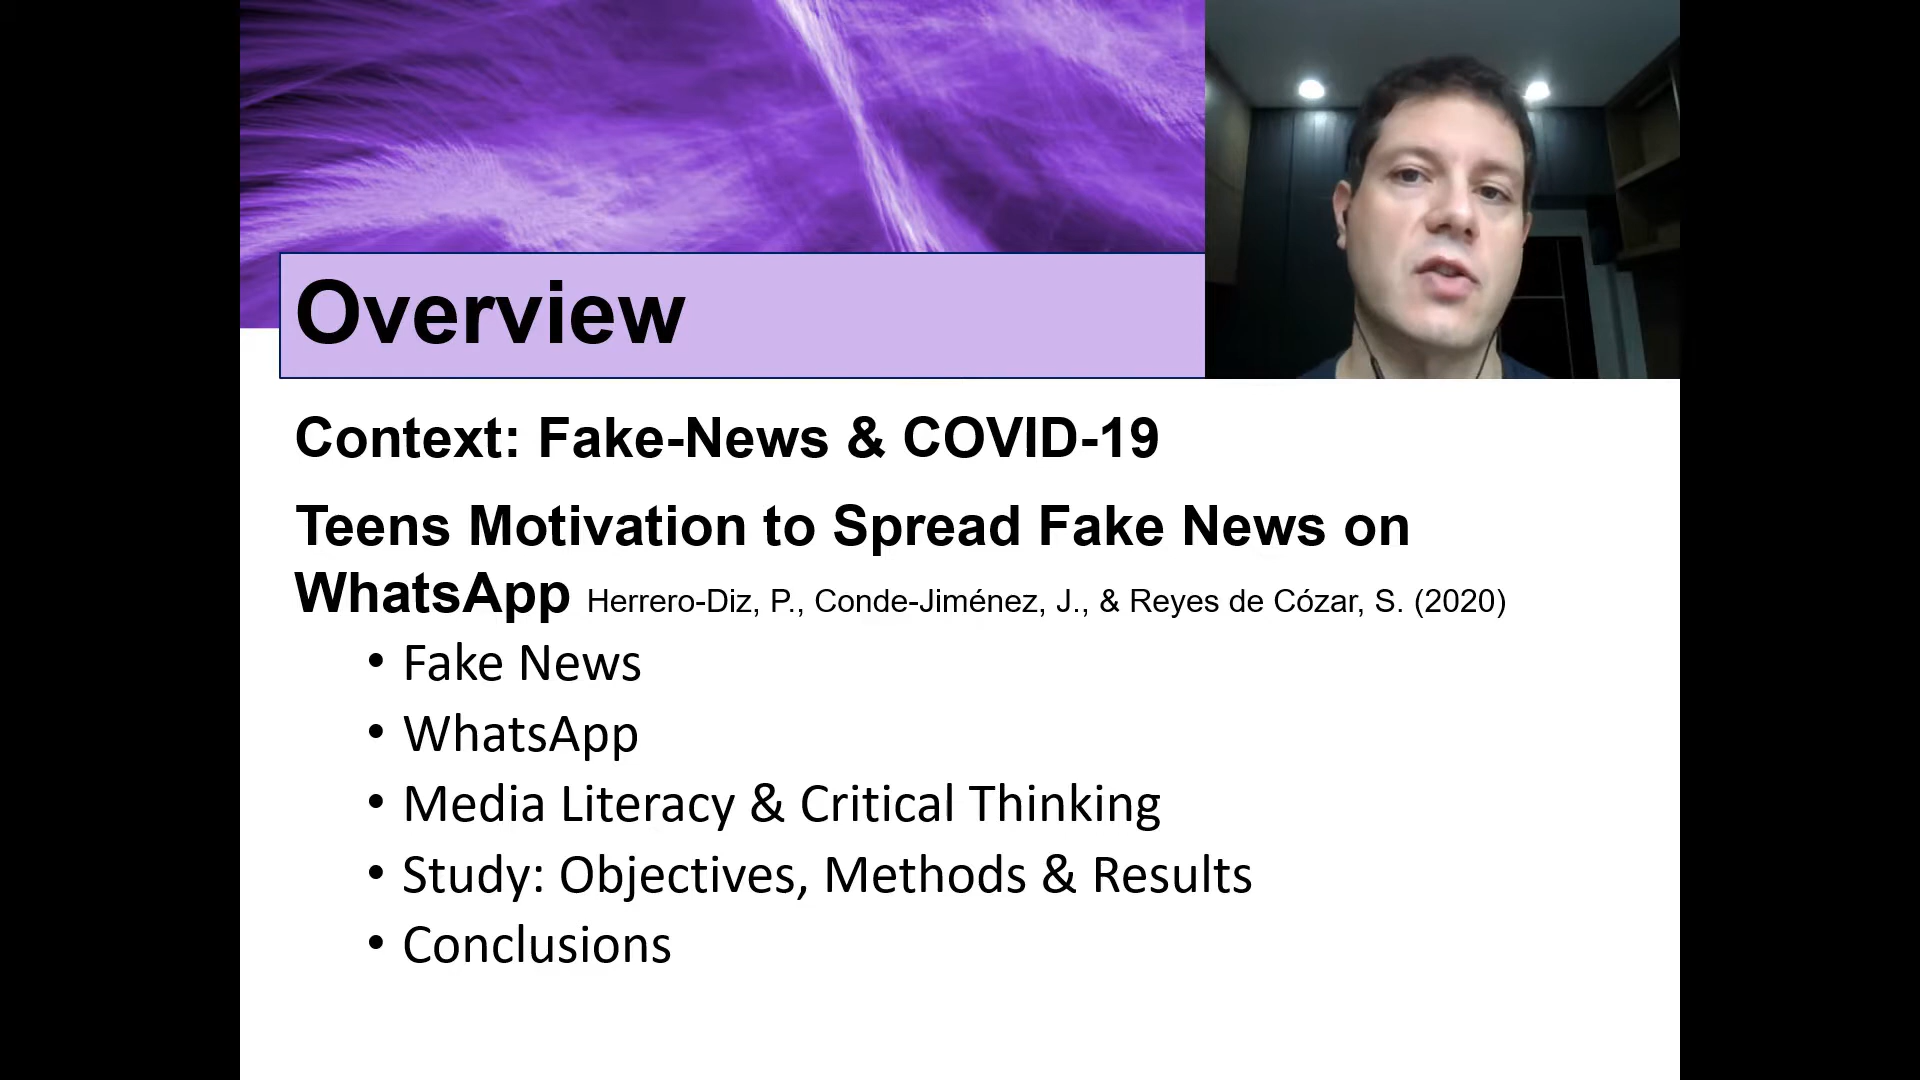 Overview
Context: Fake-News & COVID-19
Teens Motivation to Spread Fake News on
WhatsApp Herrero-Diz, P., Conde-Jiménez, J., & Reyes de Cózar, S. (2020)
• Fake News
• WhatsApp
• Media Literacy & Critical Thinking
• Study: Objectives, Methods & Results
• Conclusions